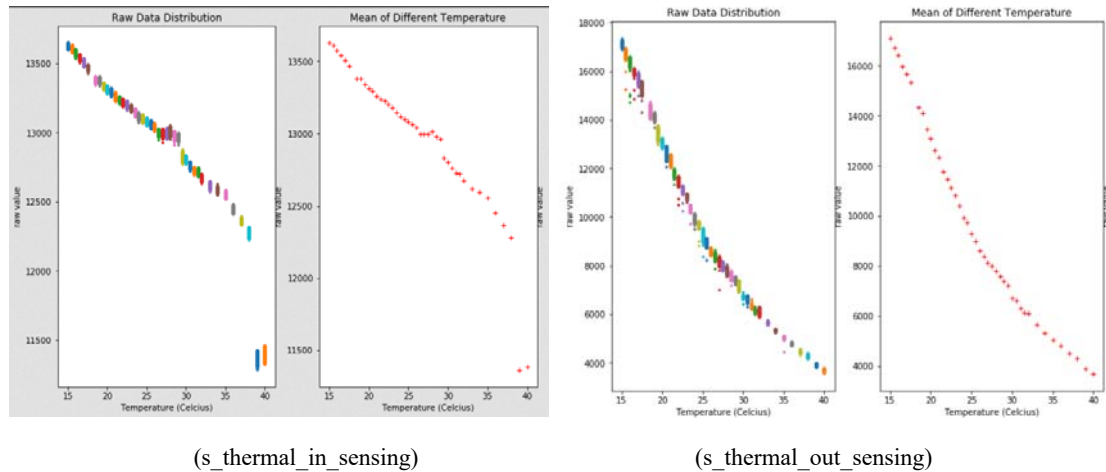 Raw Data Distribution
Mean of Different Temperature
13500
13000
12500
12000
11500
raw value
15 20 25 30 35 40
Temperature (Celcius)
13500
13000
12500
12000
11500
raw value
15 20 25 30 35 40
Temperature (Celcius)
(s_thermal_in_sensing)
Raw Data Distribution
Mean of Different Temperature
18000
16000
14000
12000
10000
8000
6000
4000
raw value
15 20 25 30 35 40
Temperature (Celcius)
16000
14000
12000
10000
8000
6000
4000
raw value
15 20 25 30 35 40
Temperature (Celcius)
(s_thermal_out_sensing)